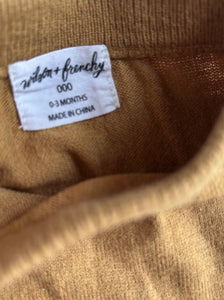 wilson + frenchy
000
0-3 MONTHS
MADE IN CHINA